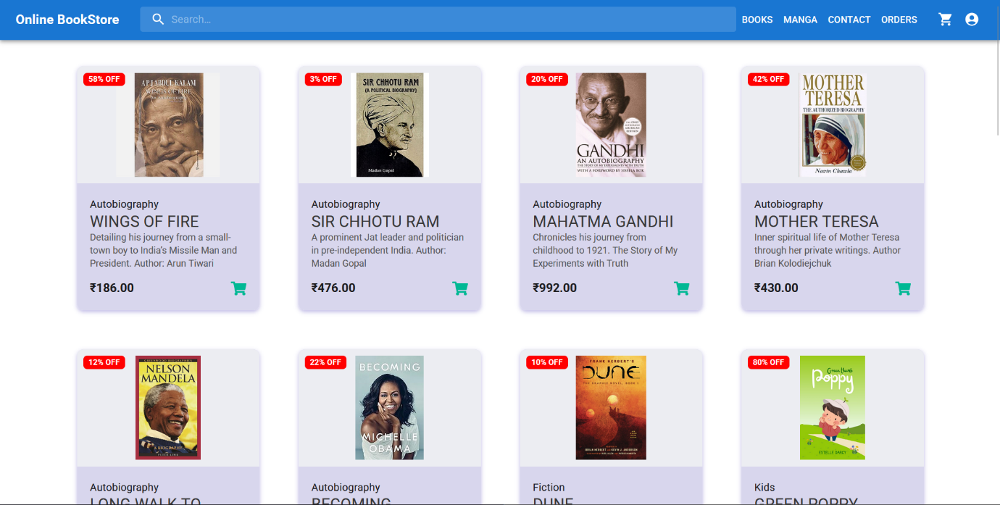 Online BookStore
Search...
BOOKS
MANGA
CONTACT
ORDERS
58% OFF
A P J ABDUL KALAM
WINGS OF FIRE
Autobiography
WINGS OF FIRE
Detailing his journey from a small-
town boy to India's Missile Man and
President. Author: Arun Tiwari
₹186.00
3% OFF
SIR CHHOTU RAM
(A POLITICAL BIOGRAPHY)
Madan Gopal
Autobiography
SIR CHHOTU RAM
A prominent Jat leader and politician
in pre-independent India. Author:
Madan Gopal
₹476.00
20% OFF
GANDHI
AN AUTOBIOGRAPHY
THE STORY OF MY EXPERIMENTS WITH TRUTH
WITH A FOREWORD BY SISSELA BOK
Autobiography
MAHATMA GANDHI
Chronicles his journey from
childhood to 1921. The Story of My
Experiments with Truth
₹992.00
42% OFF
MOTHER
TERESA
THE AUTHORIZED BIOGRAPHY
Navin Chawla
Autobiography
MOTHER TERESA
Inner spiritual life of Mother Teresa
through her private writings. Author
Brian Kolodiejchuk
₹430.00
12% OFF
GREENWOOD BIOGRAPHIES
NELSON
MANDELA
A BIOGRAPHY
PETER LIMB
Autobiography
LONG WALK TO
22% OFF
BECOMING
MICHELLE
OBAMA
Autobiography
BECOMING
10% OFF
FRANK HERBERT'S
DUNE
THE GRAPHIC NOVEL, BOOK 1
BRIAN HERBERT AND KEVIN J. ANDERSON
Fiction
DUNE
80% OFF
Green Thumb
Poppy
ESTELLE DARCY
Kids
GREEN POPPY